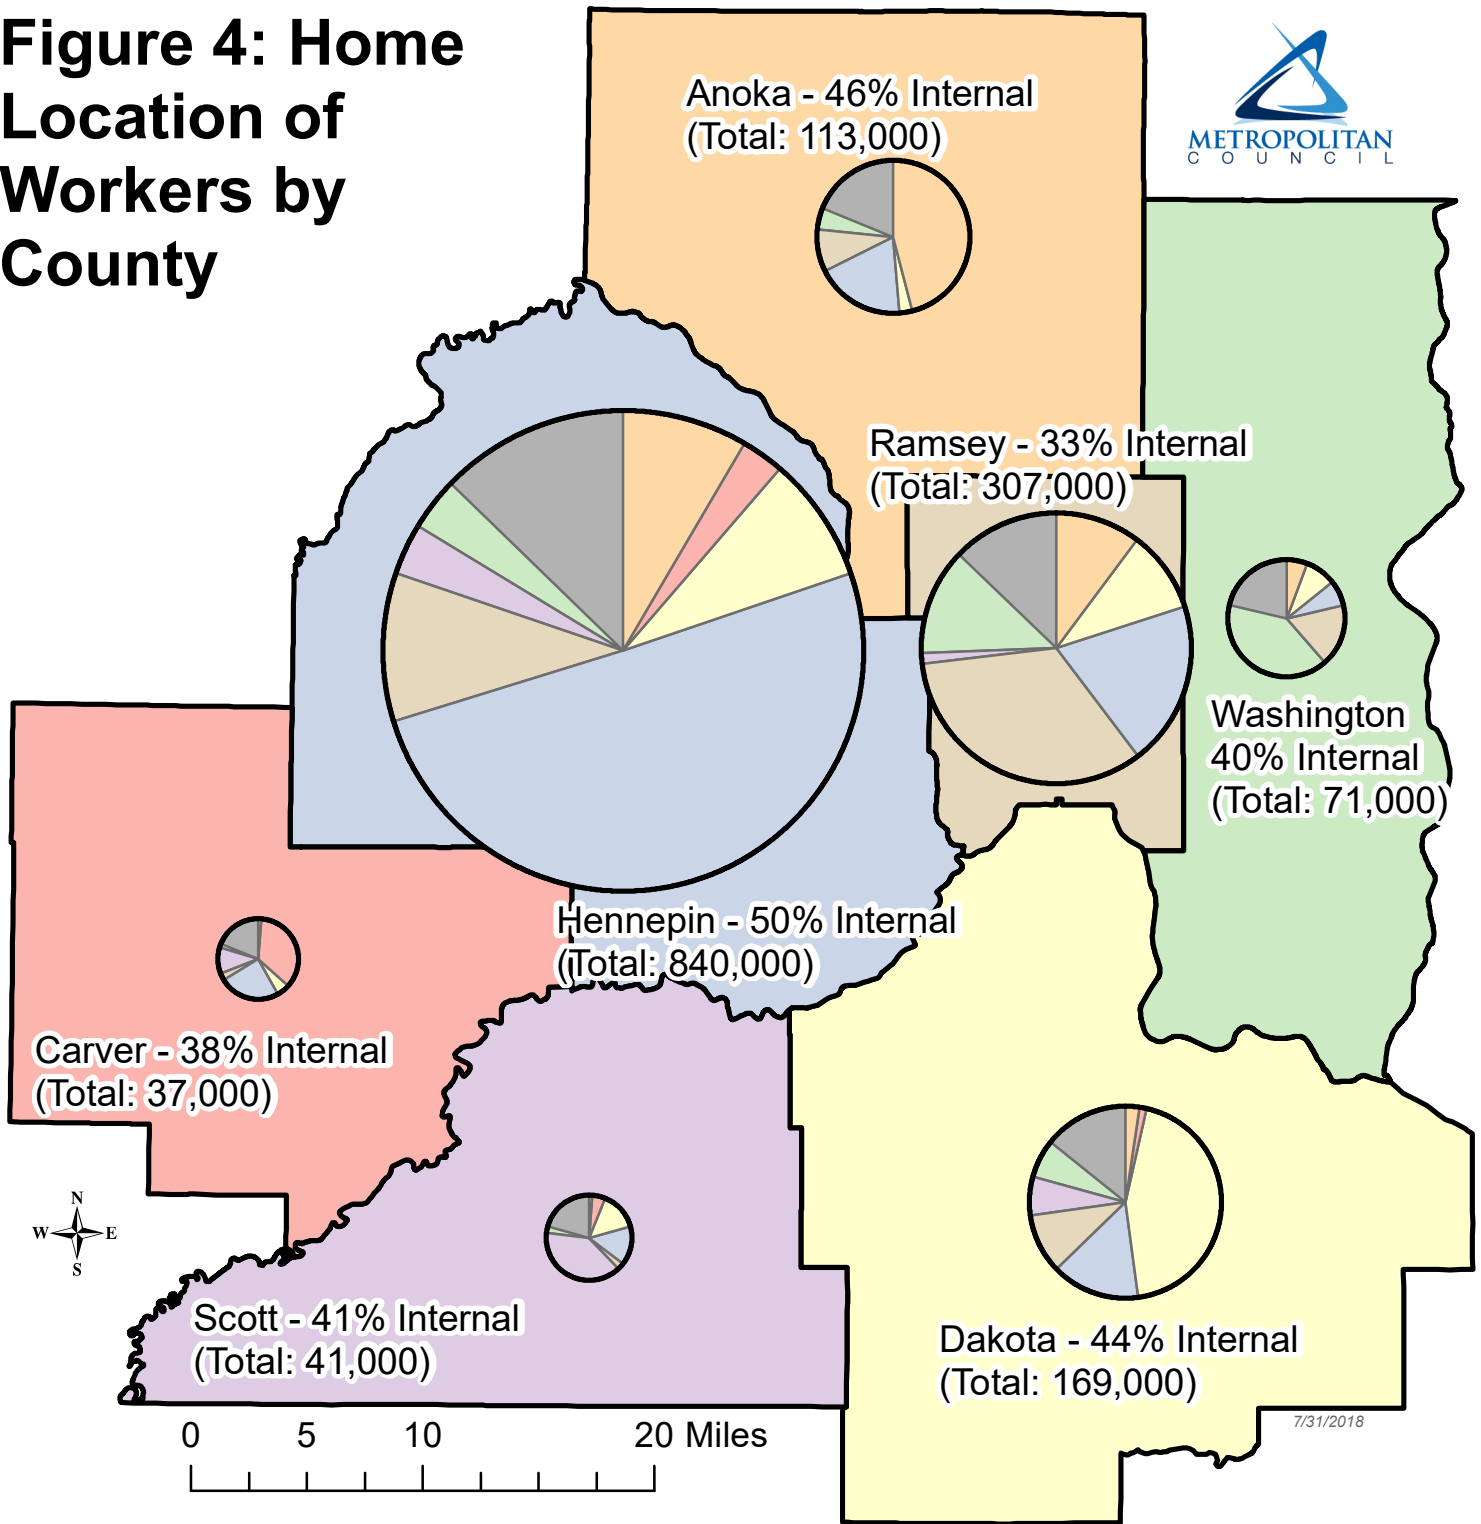 Figure 4: Home
Location of
Workers by
County
METROPOLITAN
COUNCIL
Anoka - 46% Internal
(Total: 113,000)
Ramsey - 33% Internal
(Total: 307,000)
Washington
40% Internal
(Total: 71,000)
Hennepin - 50% Internal
(Total: 840,000)
Carver - 38% Internal
(Total: 37,000)
N
W E
S
Scott - 41% Internal
(Total: 41,000)
Dakota - 44% Internal
(Total: 169,000)
7/31/2018
0 5 10 20 Miles